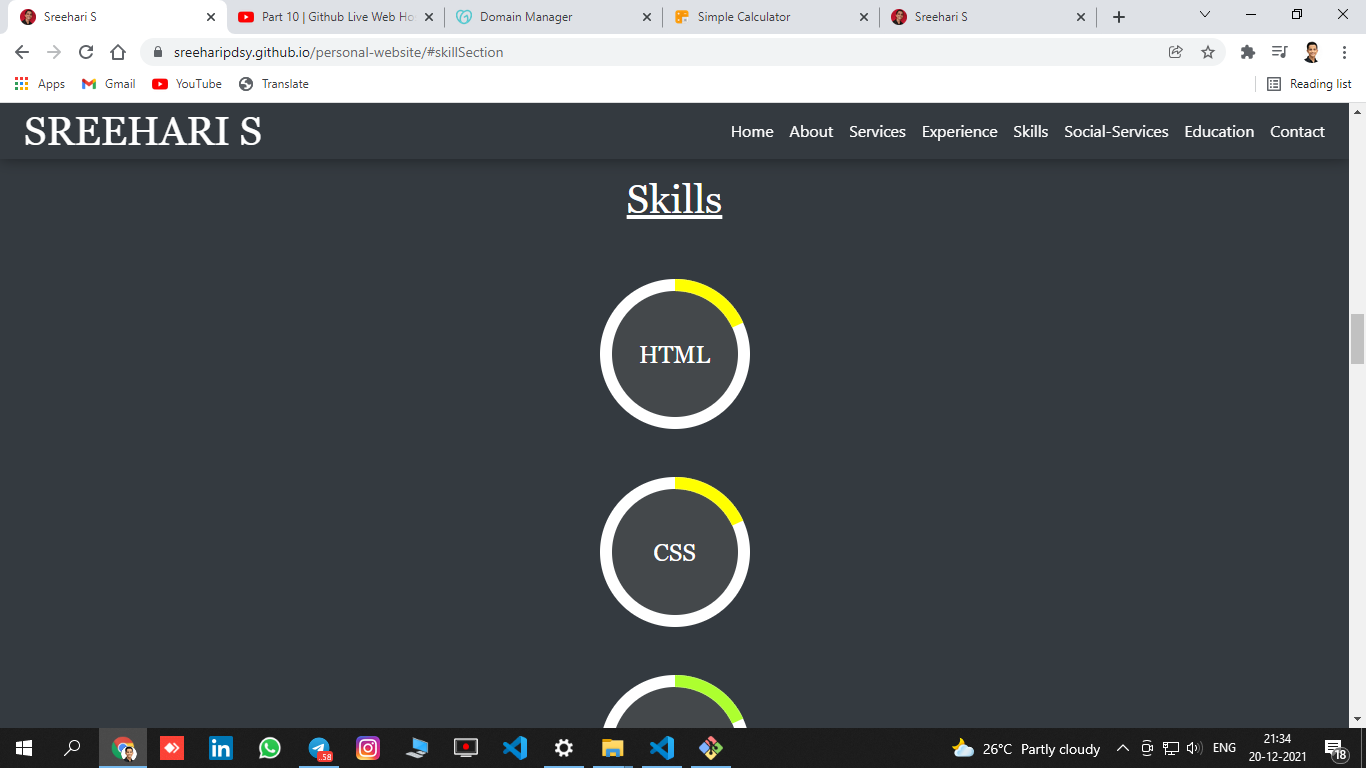 Sreehari S
Part 10 | Github Live Web Ho
Domain Manager
Simple Calculator
Sreehari S
sreeharipdsy.github.io/personal-website/#skillSection
Apps
Gmail
YouTube
Translate
Reading list
SREEHARI S
Home
About
Services
Experience
Skills
Social-Services
Education
Contact
Skills
HTML
CSS
58
26°C Partly cloudy
ENG
21:34
20-12-2021
18